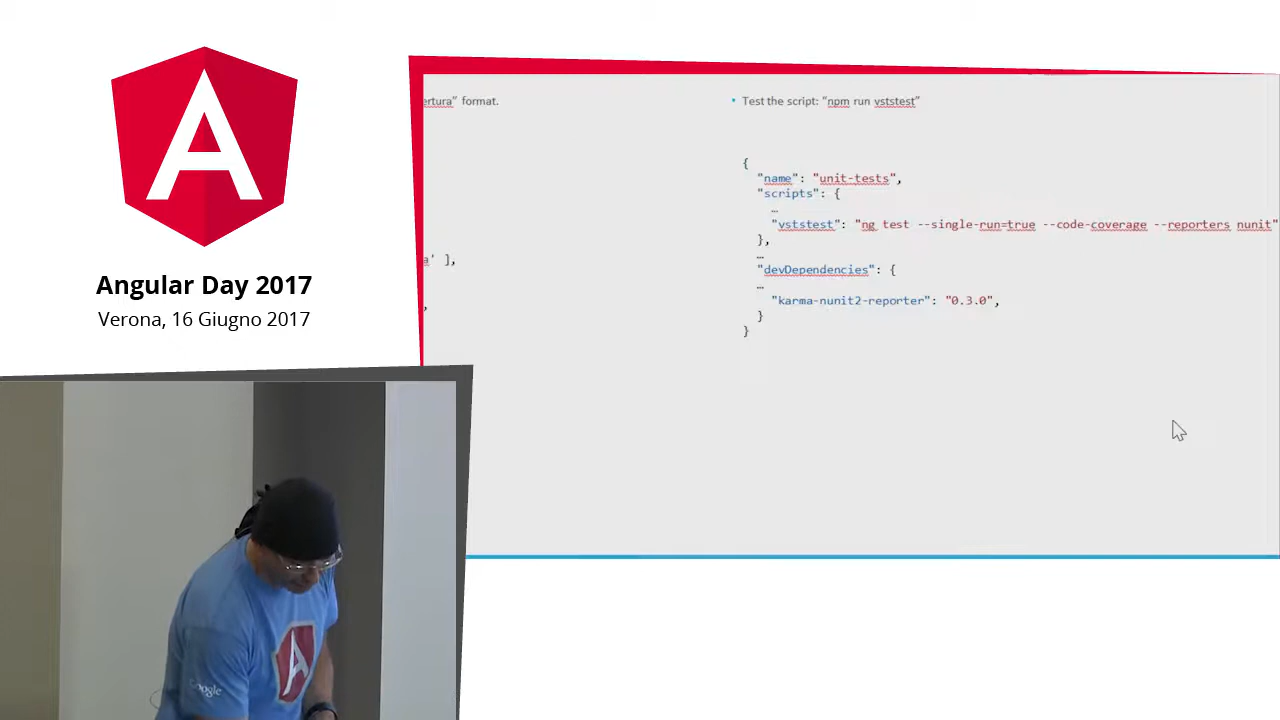 Angular Day 2017
Verona, 16 Giugno 2017
ertura” format.
a' ],
,
• Test the script: “npm run vststest”
{
"name": "unit-tests",
"scripts": {
…
"vststest": "ng test --single-run=true --code-coverage --reporters nunit"
},
…
"devDependencies": {
…
"karma-nunit2-reporter": "0.3.0",
}
}
Google